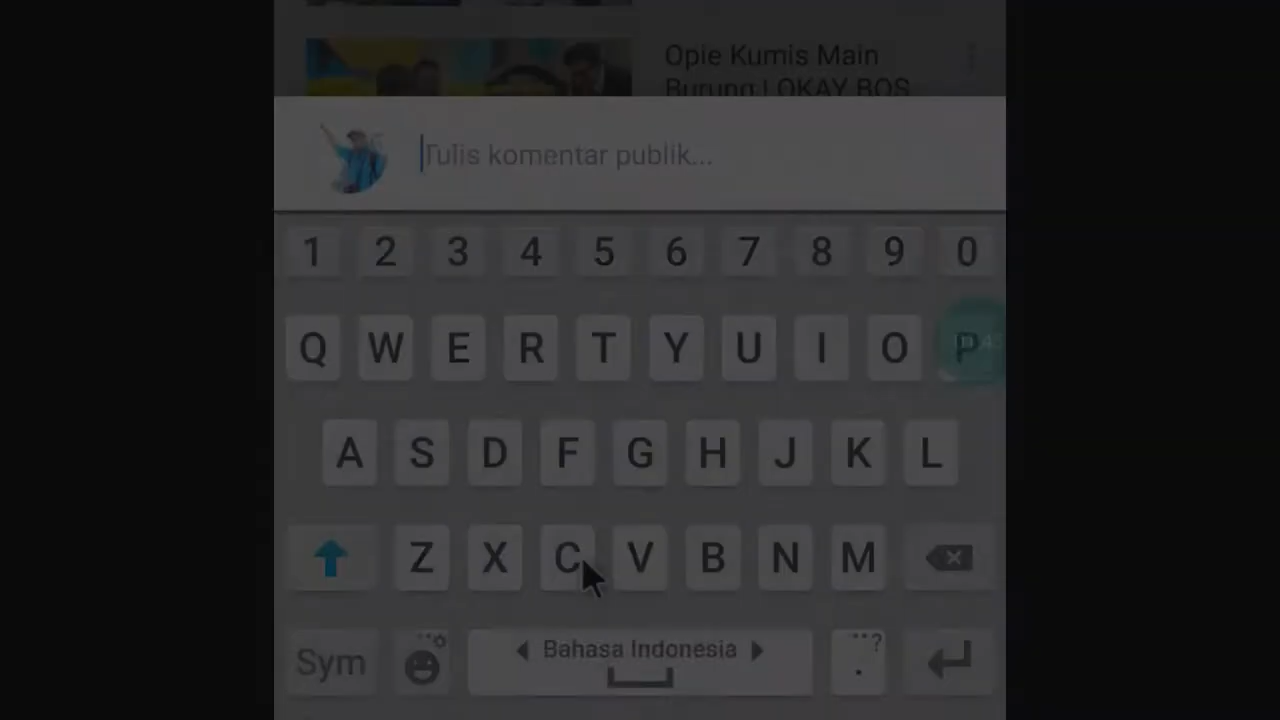 Opie Kumis Main
Burung | OKAY BOS
Tulis komentar publik...
1 2 3 4 5 6 7 8 9 0
Q W E R T Y U I O P
A S D F G H J K L
Z X C V B N M
Sym Bahasa Indonesia . ?